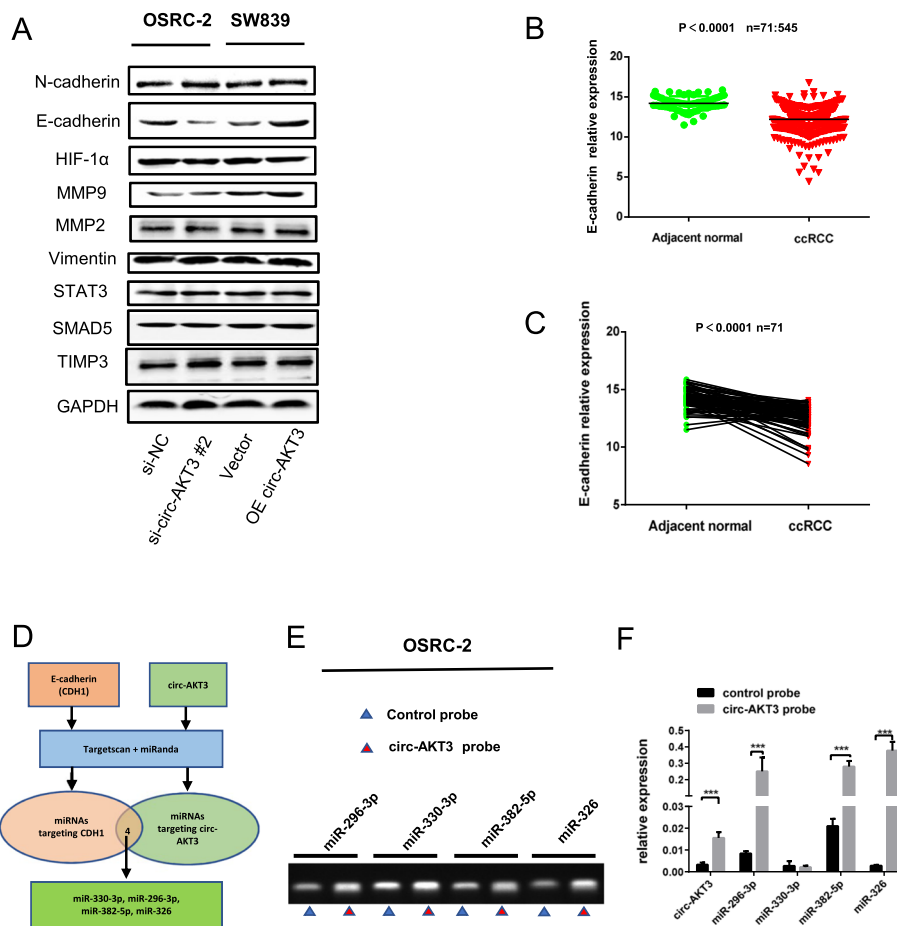 A
OSRC-2 SW839
N-cadherin
E-cadherin
HIF-1α
MMP9
MMP2
Vimentin
STAT3
SMAD5
TIMP3
GAPDH
si-NC
si-circ-AKT3 #2
Vector
OE circ-AKT3
B
P＜0.0001 n=71:545
E-cadherin relative expression
20
15
10
5
0
Adjacent normal ccRCC
C
P＜0.0001 n=71
E-cadherin relative expression
20
15
10
5
Adjacent normal ccRCC
D
E-cadherin
(CDH1)
circ-AKT3
Targetscan + miRanda
miRNAs
targeting CDH1
4
miRNAs
targeting circ-
AKT3
miR-330-3p, miR-296-3p,
miR-382-5p, miR-326
E
OSRC-2
Control probe
circ-AKT3 probe
miR-296-3p
miR-330-3p
miR-382-5p
miR-326
F
control probe
circ-AKT3 probe
relative expression
0.5
0.4
0.3
0.2
0.03
0.02
0.01
0.00
***
***
***
***
circ-AKT3
miR-296-3p
miR-330-3p
miR-382-5p
miR-326